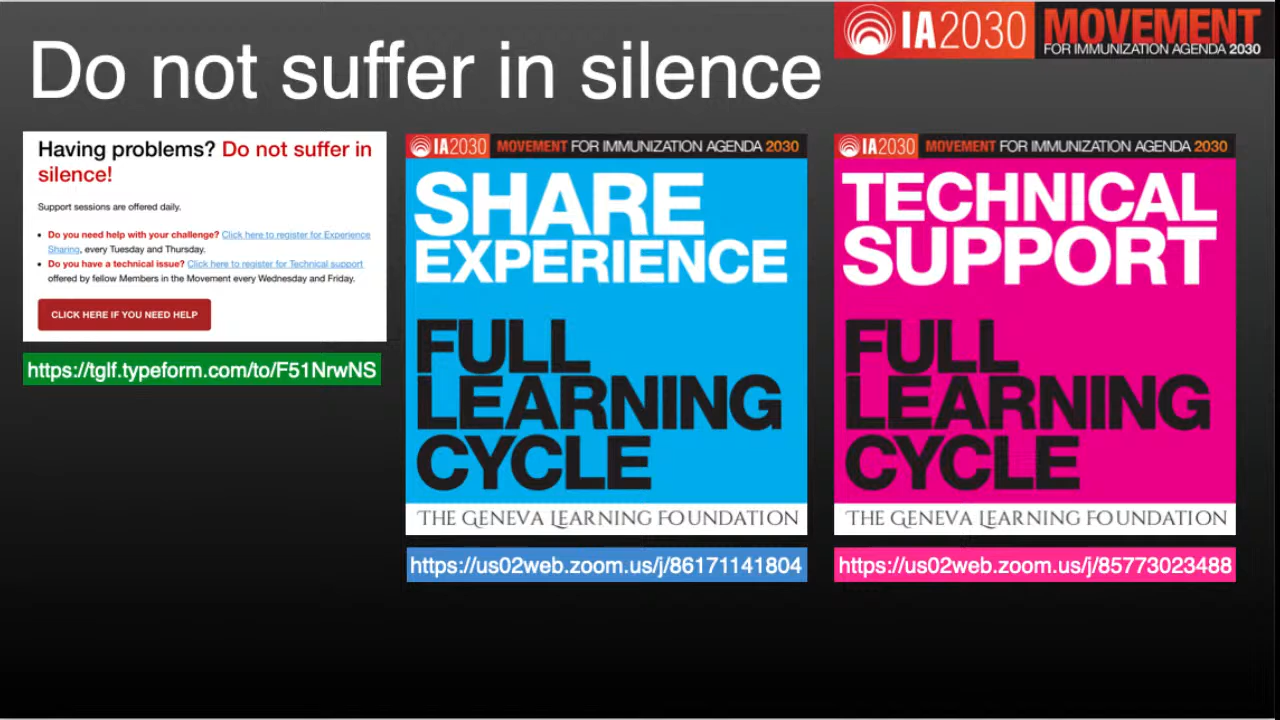 Do not suffer in silence
IA2030 MOVEMENT
FOR IMMUNIZATION AGENDA 2030
Having problems? Do not suffer in
silence!
Support sessions are offered daily.
• Do you need help with your challenge? Click here to register for Experience
Sharing, every Tuesday and Thursday.
• Do you have a technical issue? Click here to register for Technical support
offered by fellow Members in the Movement every Wednesday and Friday.
CLICK HERE IF YOU NEED HELP
https://tglf.typeform.com/to/F51NrwNS
IA2030 MOVEMENT FOR IMMUNIZATION AGENDA 2030
SHARE
EXPERIENCE
FULL
LEARNING
CYCLE
THE GENEVA LEARNING FOUNDATION
https://us02web.zoom.us/j/86171141804
IA2030 MOVEMENT FOR IMMUNIZATION AGENDA 2030
TECHNICAL
SUPPORT
FULL
LEARNING
CYCLE
THE GENEVA LEARNING FOUNDATION
https://us02web.zoom.us/j/85773023488